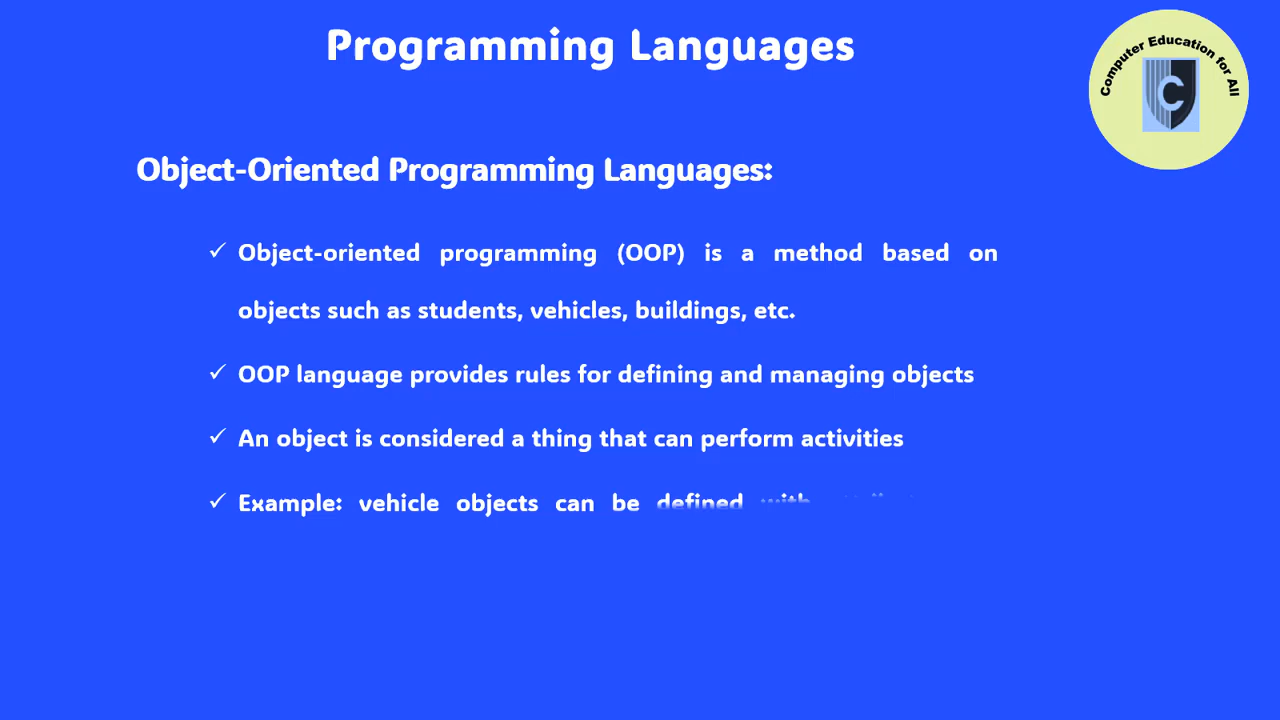 Programming Languages
Computer Education for All
C
Object-Oriented Programming Languages:
✓ Object-oriented programming (OOP) is a method based on
objects such as students, vehicles, buildings, etc.
✓ OOP language provides rules for defining and managing objects
✓ An object is considered a thing that can perform activities
✓ Example: vehicle objects can be defined with